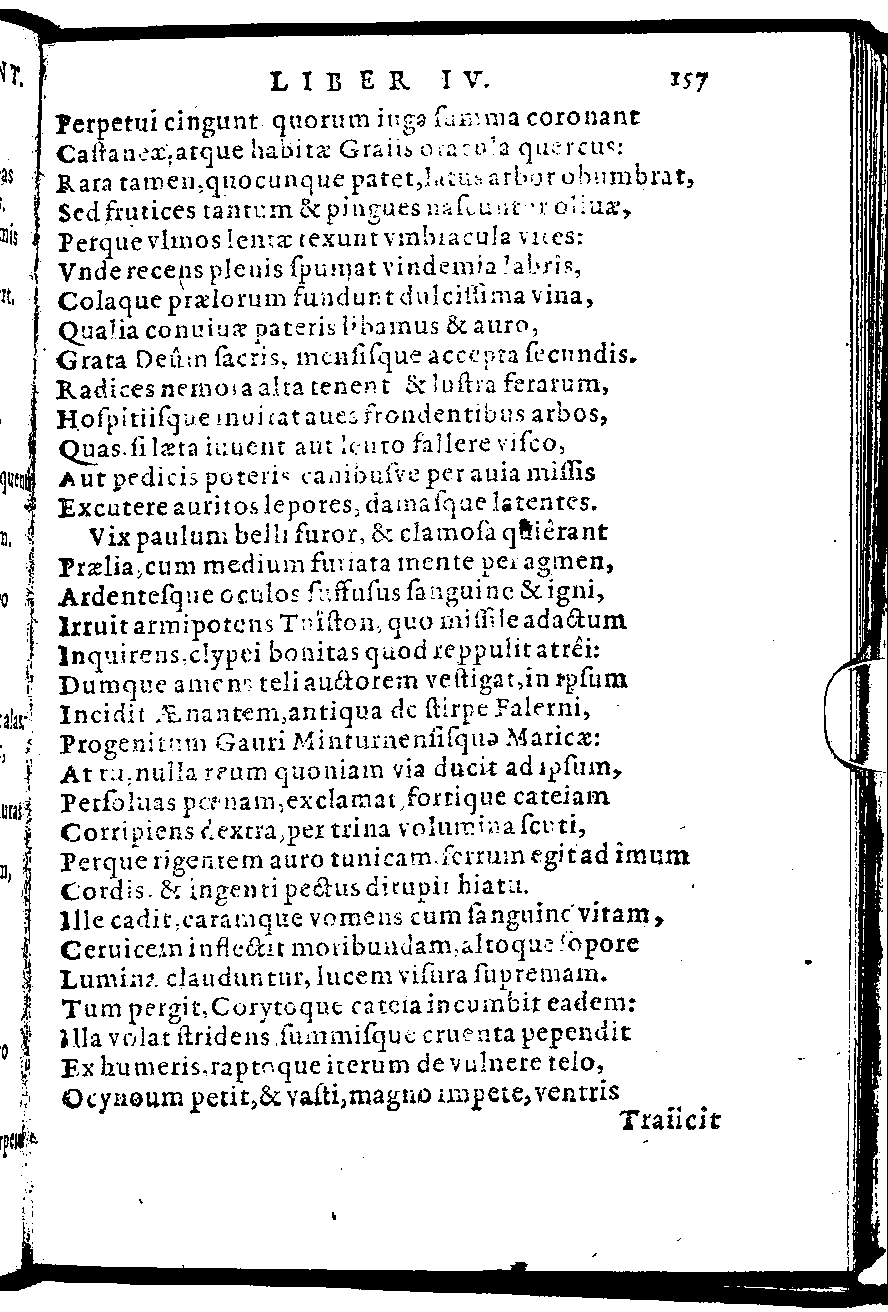 LIBER IV. 157
Perpetui cingunt quorum iuga summa coronant
Castaneæ, atque habitæ Graiis oracula quercus:
Rara tamen, quocunque patet, latus arbor obumbrat,
Sed frutices tantum & pingues nascuntur oliuæ,
Perque vlmos lentæ texunt vmbracula vites:
Vnde recens plenis spumat vindemia labris,
Colaque prælorum fundunt dulcissima vina,
Qualia conuiuæ pateris libamus & auro,
Grata Deûm sacris, mensisque accepta secundis.
Radices nemora alta tenent & lustra ferarum,
Hospitiisque inuitat aues frondentibus arbos,
Quas si læta iuuent aut lento fallere visco,
Aut pedicis poteris canibusve per auia missis
Excutere auritos lepores, damasque latentes.
Vix paulum belli furor, & clamosa quiêrant
Prælia, cum medium furiata mente per agmen,
Ardentesque oculos suffusus sanguine & igni,
Irruit armipotens Tuiston, quo missile adactum
Inquirens, clypei bonitas quod reppulit atrêi:
Dumque amens teli auctorem vestigat, in ipsum
Incidit Ænantem, antiqua de stirpe Falerni,
Progenitum Gauri Minturnensisque Maricæ:
At tu, nulla reum quoniam via ducit ad ipsum,
Persoluas pœnam, exclamat, fortique cateiam
Corripiens dextra, per trina volumina scuti,
Perque rigentem auro tunicam, ferrum egit ad imum
Cordis, & ingenti pectus dirupit hiatu.
Ille cadit, caramque vomens cum sanguine vitam,
Ceruicem inflectit moribundam, altoque sopore
Lumina clauduntur, lucem visura supremam.
Tum pergit, Corytoque cateia incumbit eadem:
Illa volat stridens, summisque cruenta pependit
Ex humeris, raptoque iterum de vulnere telo,
Ocynoum petit, & vasti, magno impete, ventris
Traiicit